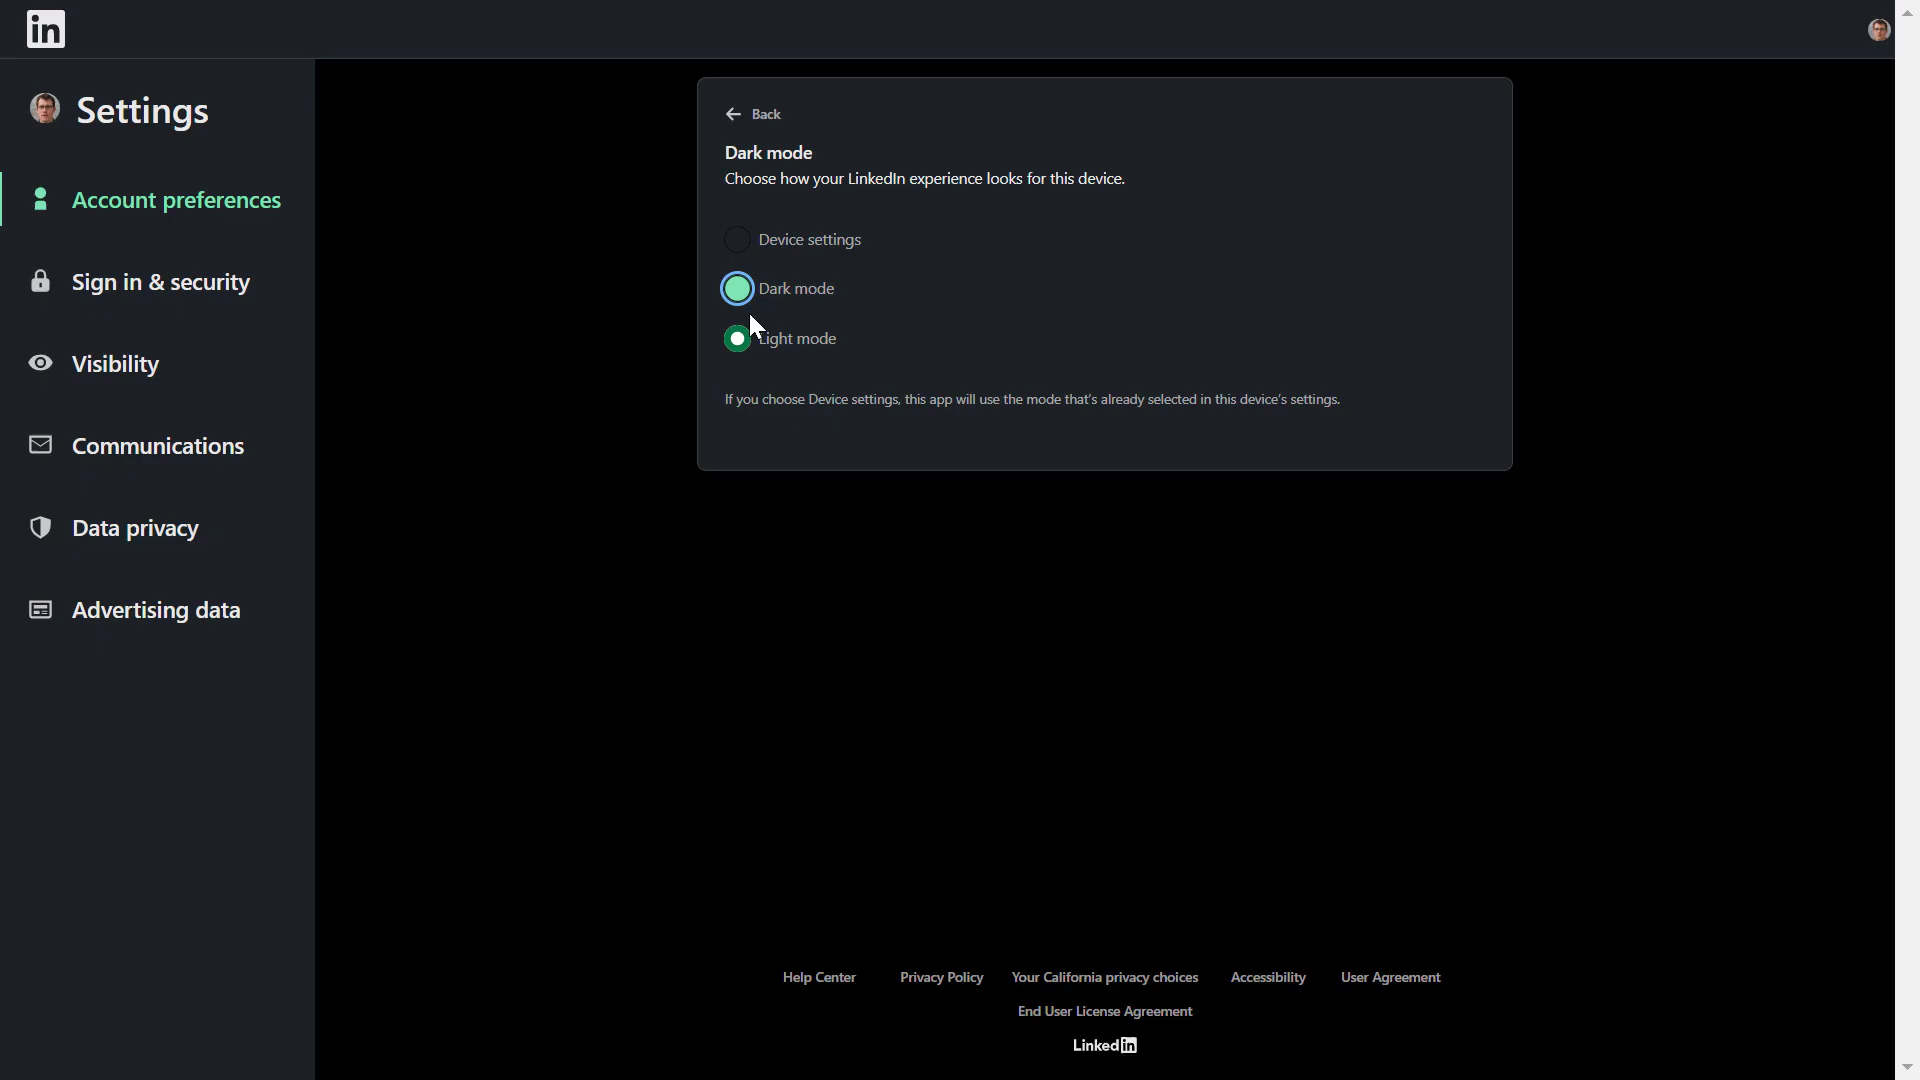 in
Settings
Account preferences
Sign in & security
Visibility
Communications
Data privacy
Advertising data
Back
Dark mode
Choose how your LinkedIn experience looks for this device.
Device settings
Dark mode
Light mode
If you choose Device settings, this app will use the mode that's already selected in this device's settings.
Help Center Privacy Policy Your California privacy choices Accessibility User Agreement
End User License Agreement
LinkedIn